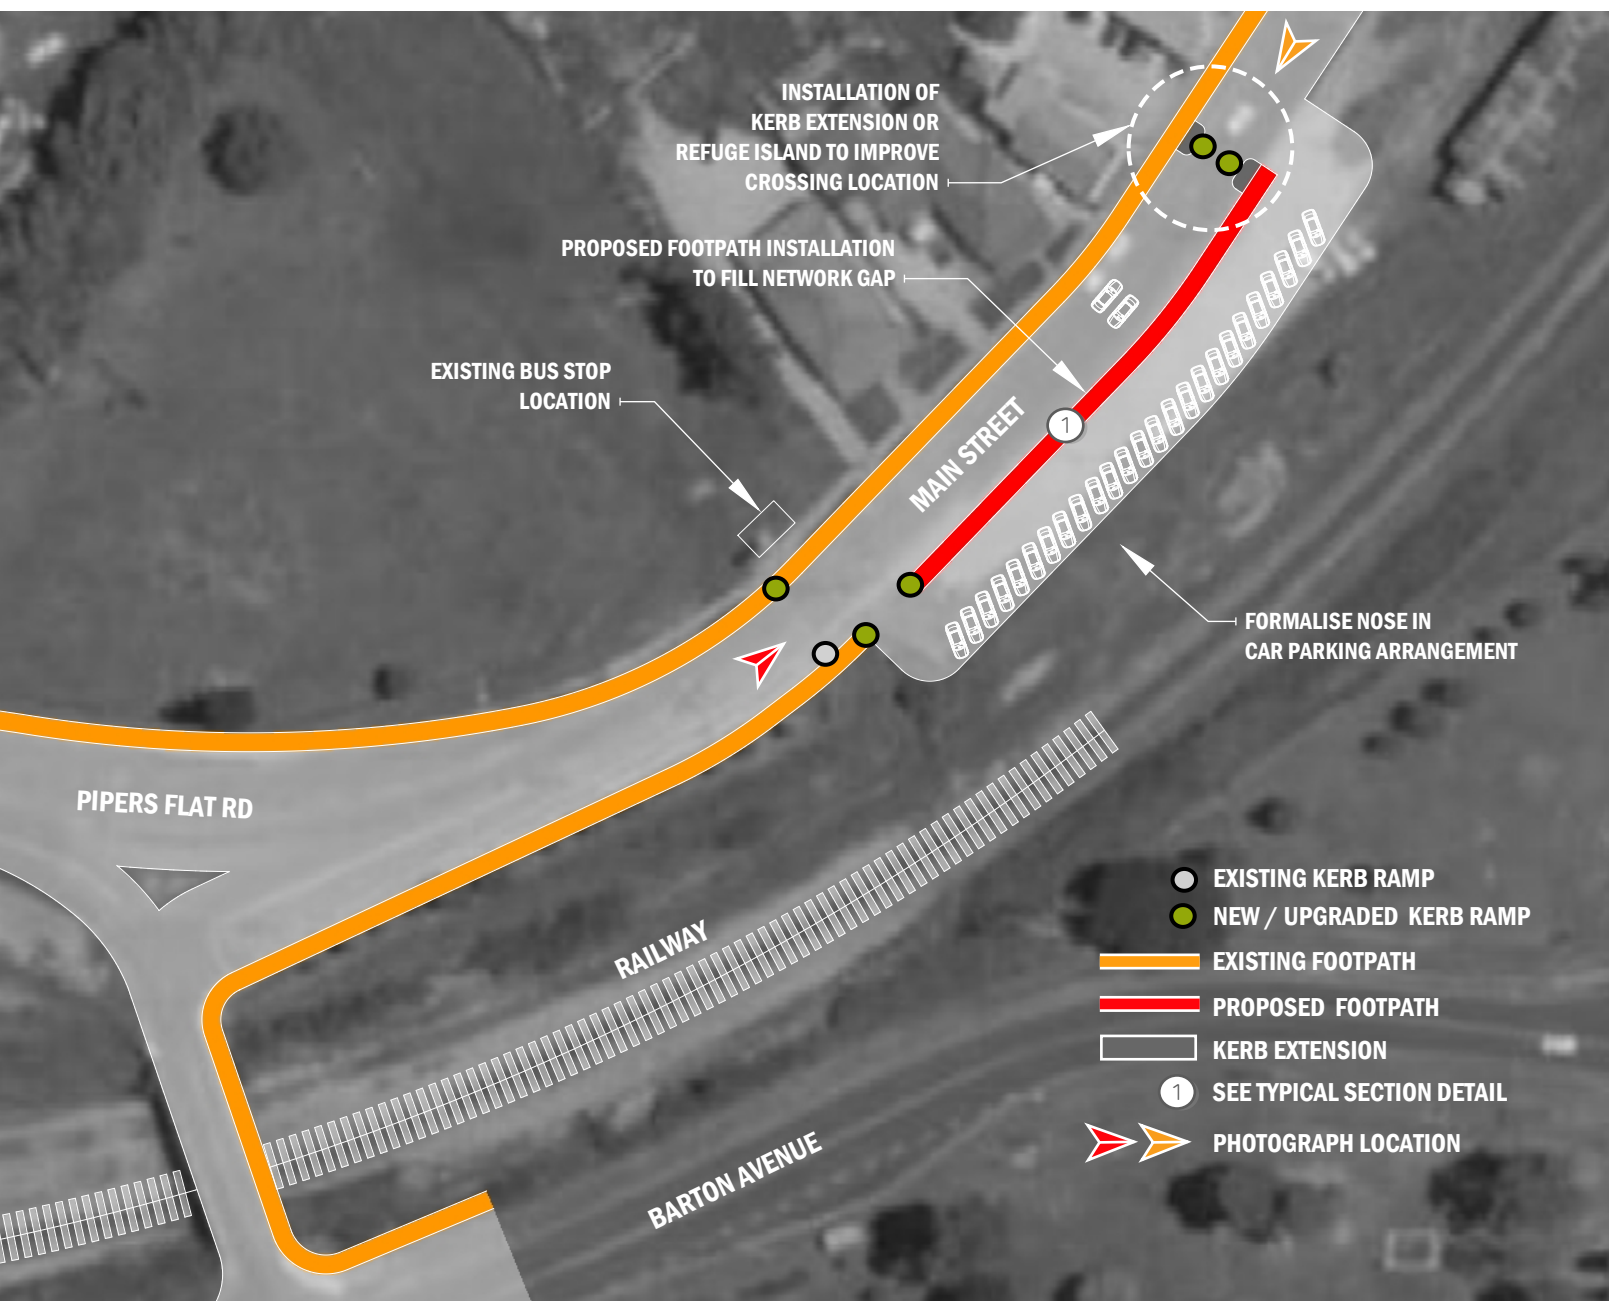 INSTALLATION OF
KERB EXTENSION OR
REFUGE ISLAND TO IMPROVE
CROSSING LOCATION
PROPOSED FOOTPATH INSTALLATION
TO FILL NETWORK GAP
EXISTING BUS STOP
LOCATION
MAIN STREET
1
FORMALISE NOSE IN
CAR PARKING ARRANGEMENT
PIPERS FLAT RD
RAILWAY
BARTON AVENUE
EXISTING KERB RAMP
NEW / UPGRADED KERB RAMP
EXISTING FOOTPATH
PROPOSED FOOTPATH
KERB EXTENSION
1 SEE TYPICAL SECTION DETAIL
PHOTOGRAPH LOCATION